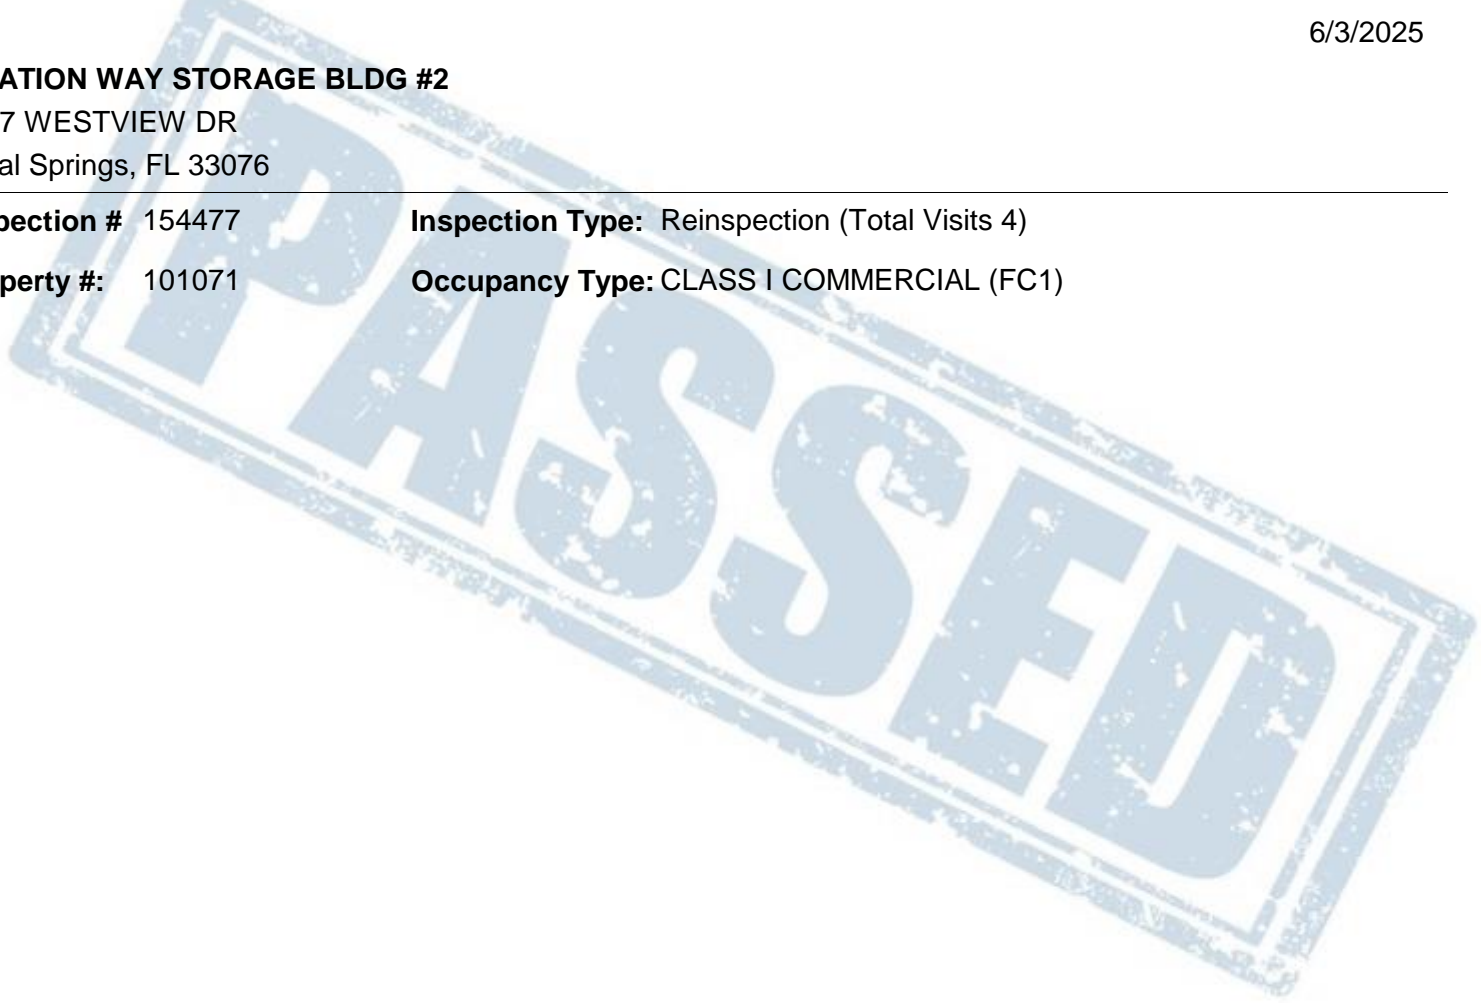 6/3/2025
ATION WAY STORAGE BLDG #2
7 WESTVIEW DR
al Springs, FL 33076
pection # 154477 Inspection Type: Reinspection (Total Visits 4)
perty #: 101071 Occupancy Type: CLASS I COMMERCIAL (FC1)
PASSED